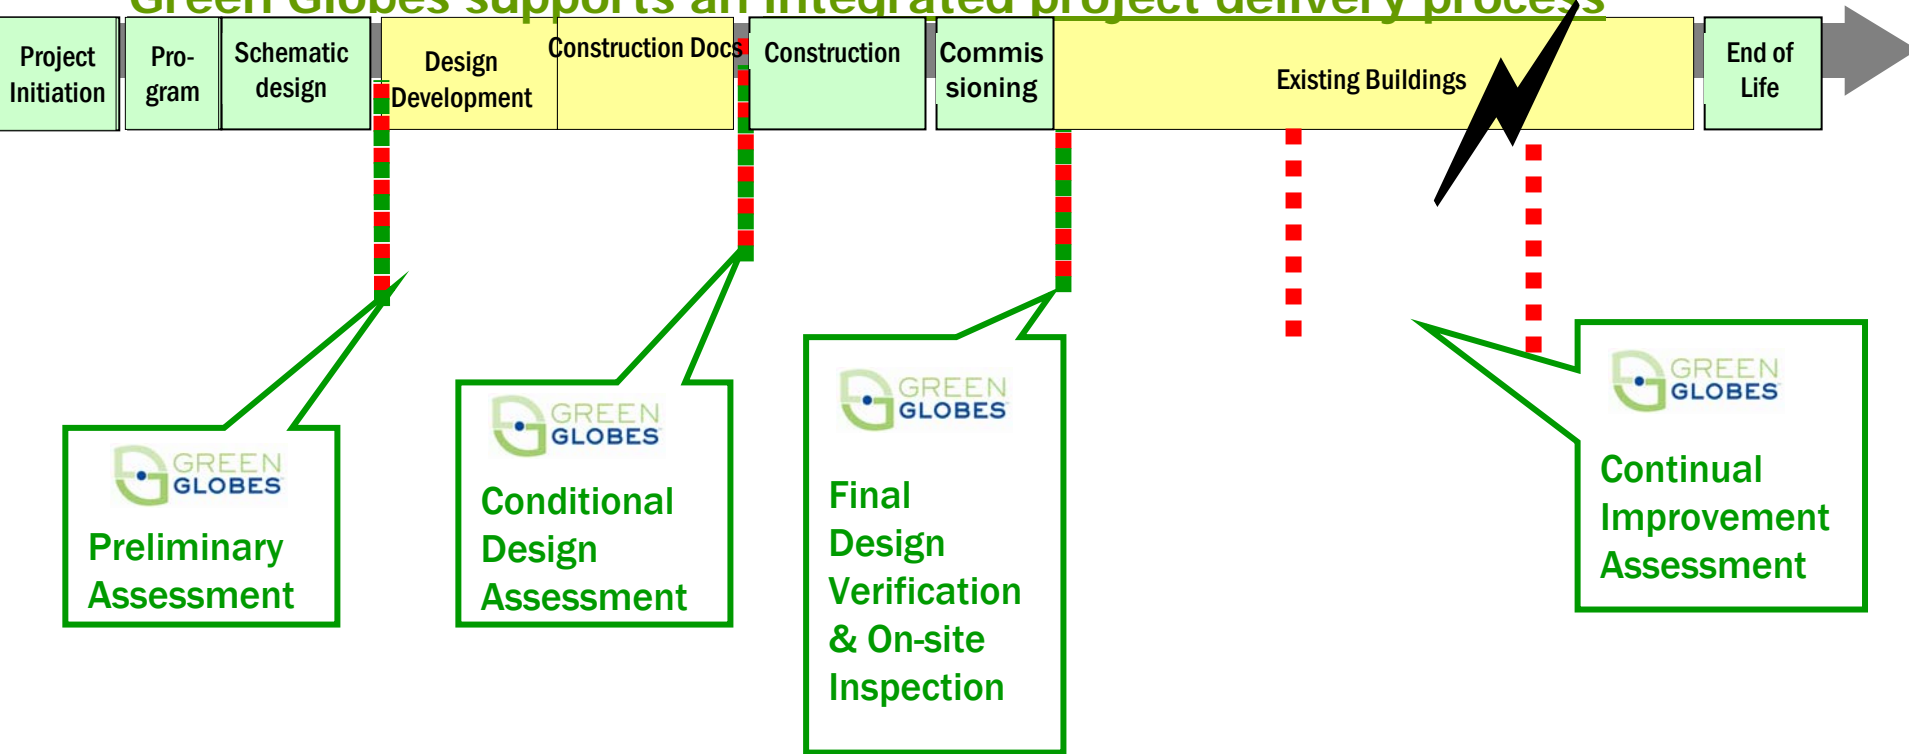 Green Globes supports an integrated project delivery process
Project
Initiation
Pro-
gram
Schematic
design
Design
Development
Construction Docs
Construction
Commis
sioning
Existing Buildings
End of
Life
GREEN
GLOBES
Preliminary
Assessment
GREEN
GLOBES
Conditional
Design
Assessment
GREEN
GLOBES
Final
Design
Verification
& On-site
Inspection
GREEN
GLOBES
Continual
Improvement
Assessment